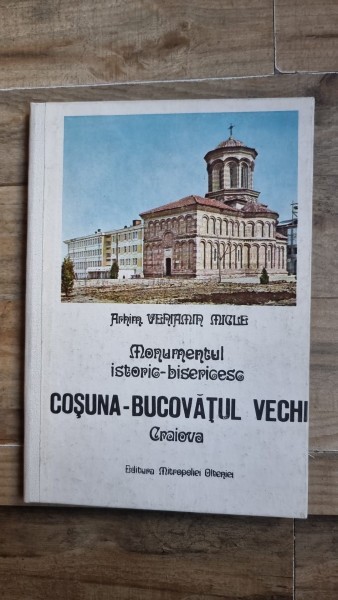 Arhim. VENIAMIN MICLE
Monumentul
istoric-bisericesc
COŞUNA-BUCOVĂŢUL VECHI
Craiova
Editura Mitropoliei Olteniei